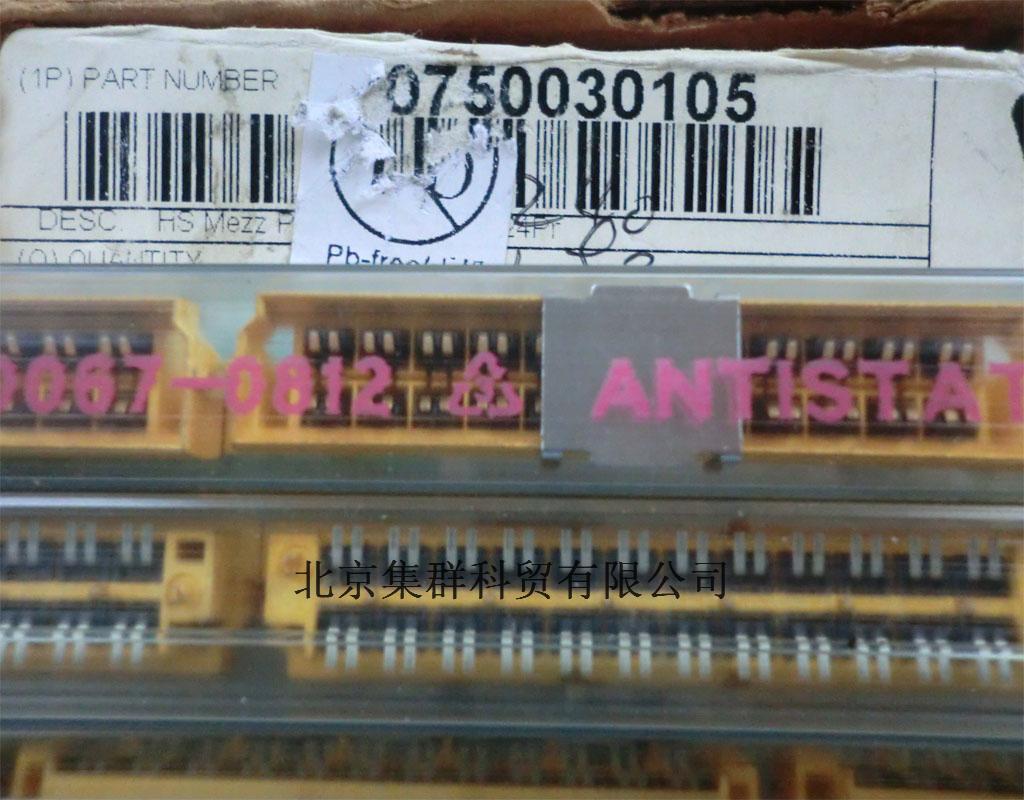 (1P) PART NUMBER 0750030105
DESC. HS Mezz
(Q) QUANTITY
Pb-free
0067-0812 ANTISTAT
北京集群科贸有限公司